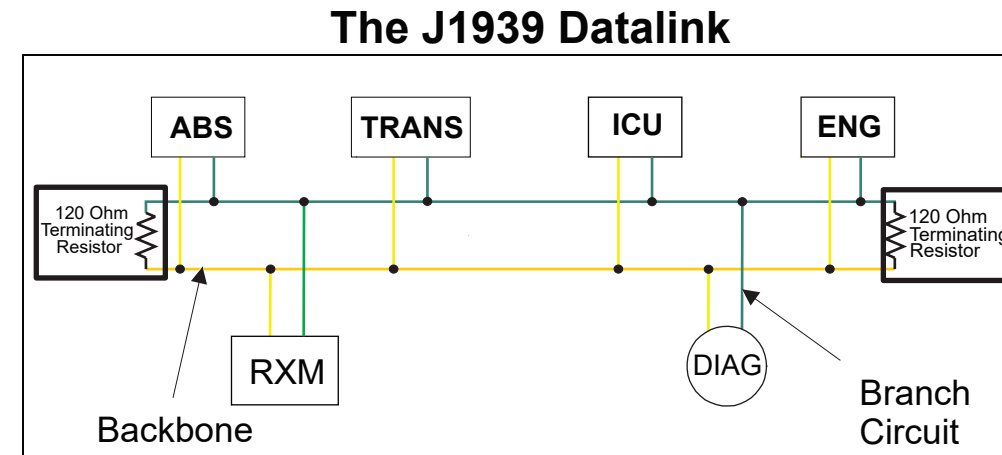 The J1939 Datalink
ABS
TRANS
ICU
ENG
120 Ohm
Terminating
Resistor
120 Ohm
Terminating
Resistor
RXM
DIAG
Backbone
Branch
Circuit